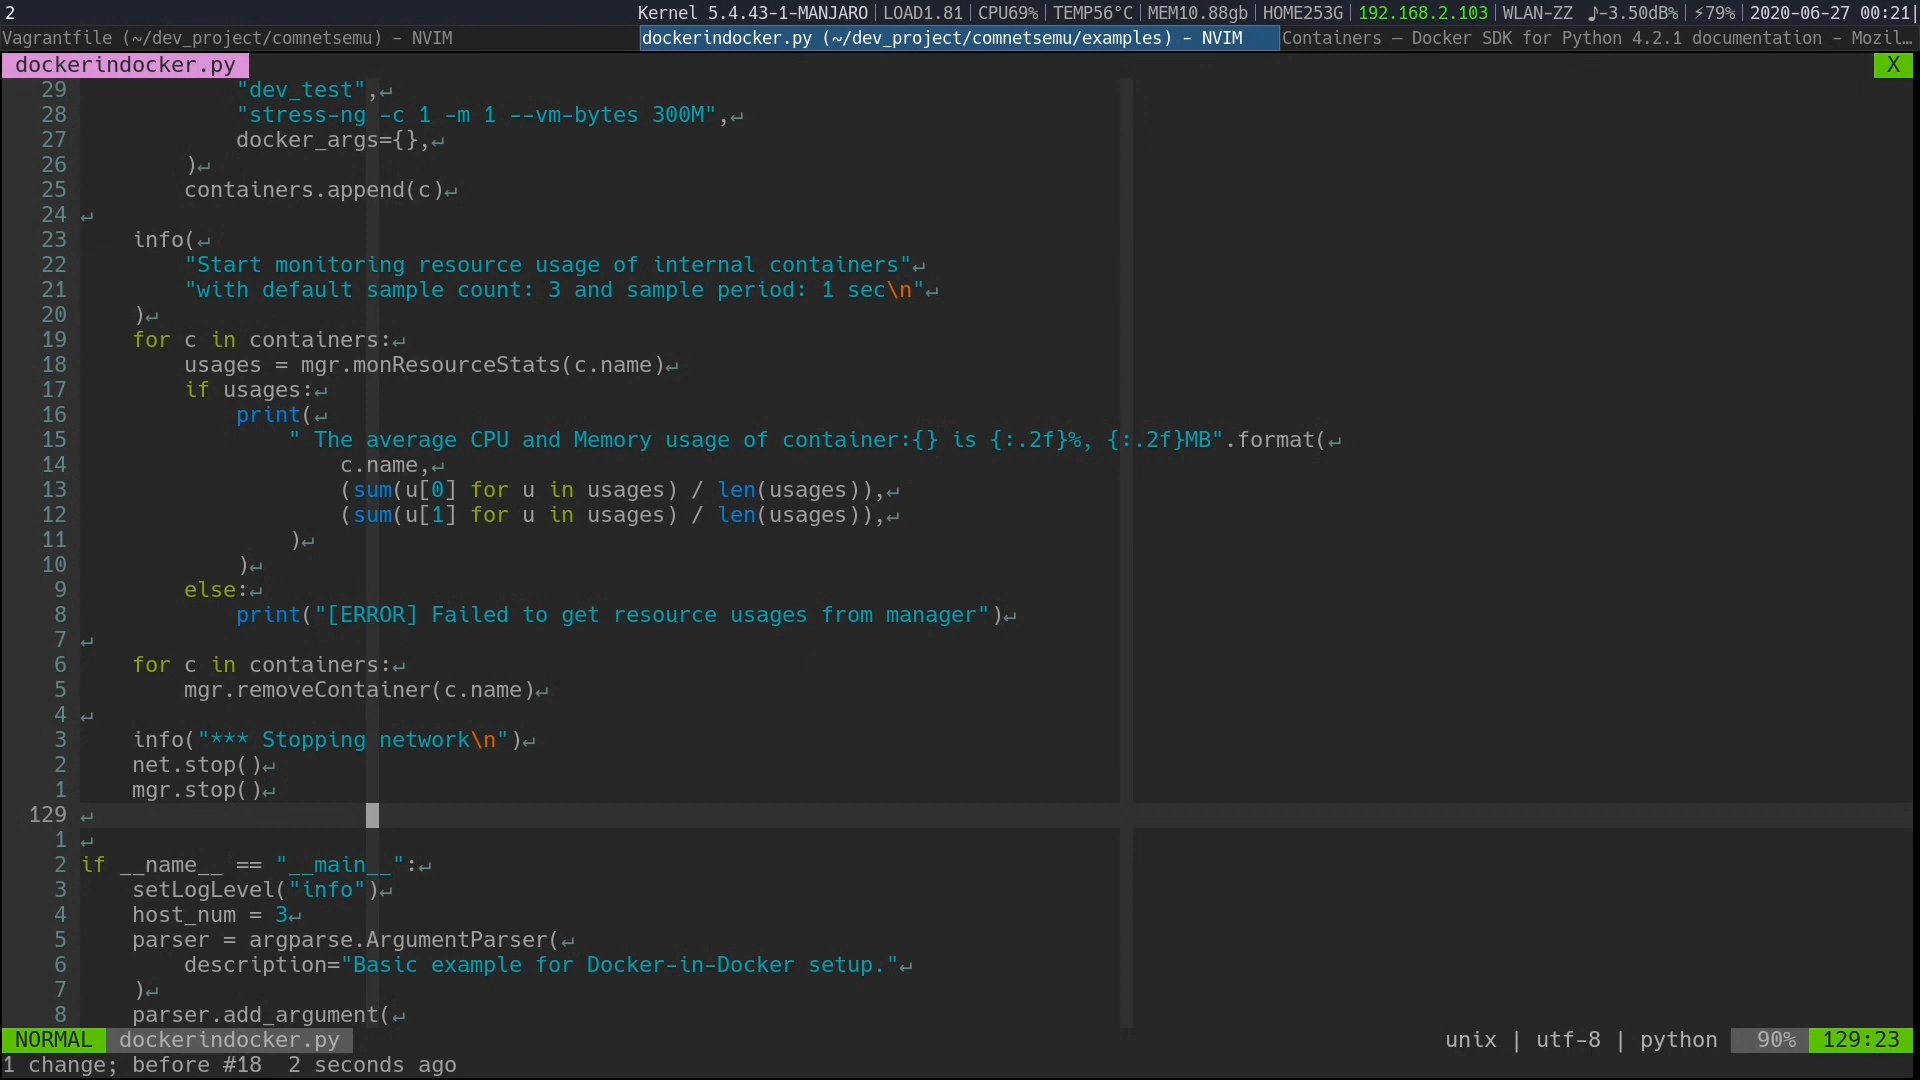 2 Kernel 5.4.43-1-MANJARO | LOAD1.81 | CPU69% | TEMP56°C | MEM10.88gb | HOME253G | 192.168.2.103 | WLAN-ZZ ♪-3.50dB% | ⚡79% | 2020-06-27 00:21|
Vagrantfile (~/dev_project/comnetsemu) - NVIM dockerindocker.py (~/dev_project/comnetsemu/examples) - NVIM Containers — Docker SDK for Python 4.2.1 documentation - Mozil…
dockerindocker.py X
29             "dev_test",↵
28             "stress-ng -c 1 -m 1 --vm-bytes 300M",↵
27             docker_args={},↵
26         )↵
25         containers.append(c)↵
24 ↵
23     info(↵
22         "Start monitoring resource usage of internal containers"↵
21         "with default sample count: 3 and sample period: 1 sec\n"↵
20     )↵
19     for c in containers:↵
18         usages = mgr.monResourceStats(c.name)↵
17         if usages:↵
16             print(↵
15                 " The average CPU and Memory usage of container:{} is {:.2f}%, {:.2f}MB".format(↵
14                     c.name,↵
13                     (sum(u[0] for u in usages) / len(usages)),↵
12                     (sum(u[1] for u in usages) / len(usages)),↵
11                 )↵
10             )↵
9         else:↵
8             print("[ERROR] Failed to get resource usages from manager")↵
7 ↵
6     for c in containers:↵
5         mgr.removeContainer(c.name)↵
4 ↵
3     info("*** Stopping network\n")↵
2     net.stop()↵
1     mgr.stop()↵
129 ↵
1 ↵
2 if __name__ == "__main__":↵
3     setLogLevel("info")↵
4     host_num = 3↵
5     parser = argparse.ArgumentParser(↵
6         description="Basic example for Docker-in-Docker setup."↵
7     )↵
8     parser.add_argument(↵
NORMAL dockerindocker.py unix | utf-8 | python 90% 129:23
1 change; before #18  2 seconds ago